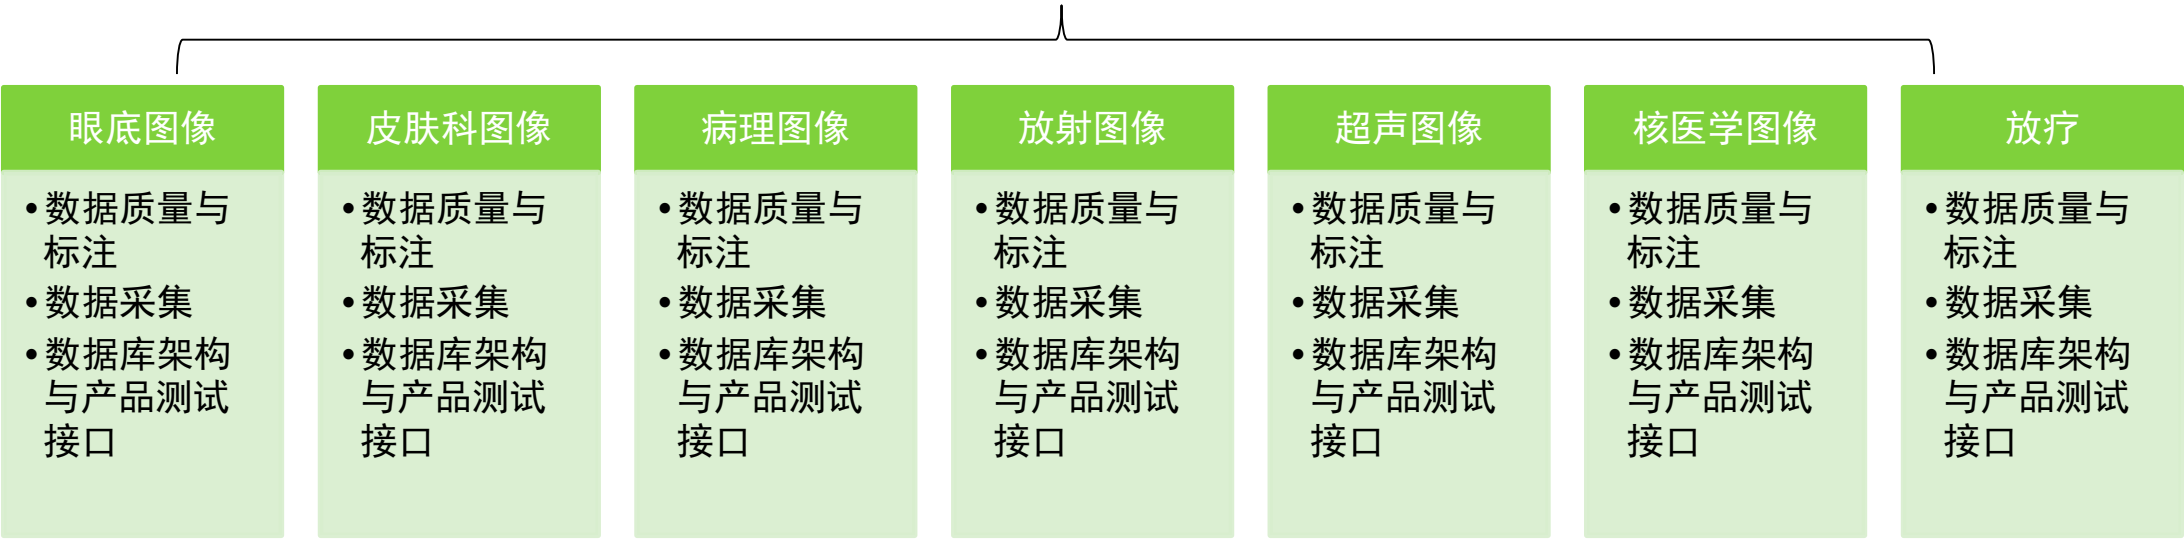 眼底图像
•数据质量与
标注
•数据采集
•数据库架构
与产品测试
接口
皮肤科图像
•数据质量与
标注
•数据采集
•数据库架构
与产品测试
接口
病理图像
•数据质量与
标注
•数据采集
•数据库架构
与产品测试
接口
放射图像
•数据质量与
标注
•数据采集
•数据库架构
与产品测试
接口
超声图像
•数据质量与
标注
•数据采集
•数据库架构
与产品测试
接口
核医学图像
•数据质量与
标注
•数据采集
•数据库架构
与产品测试
接口
放疗
•数据质量与
标注
•数据采集
•数据库架构
与产品测试
接口